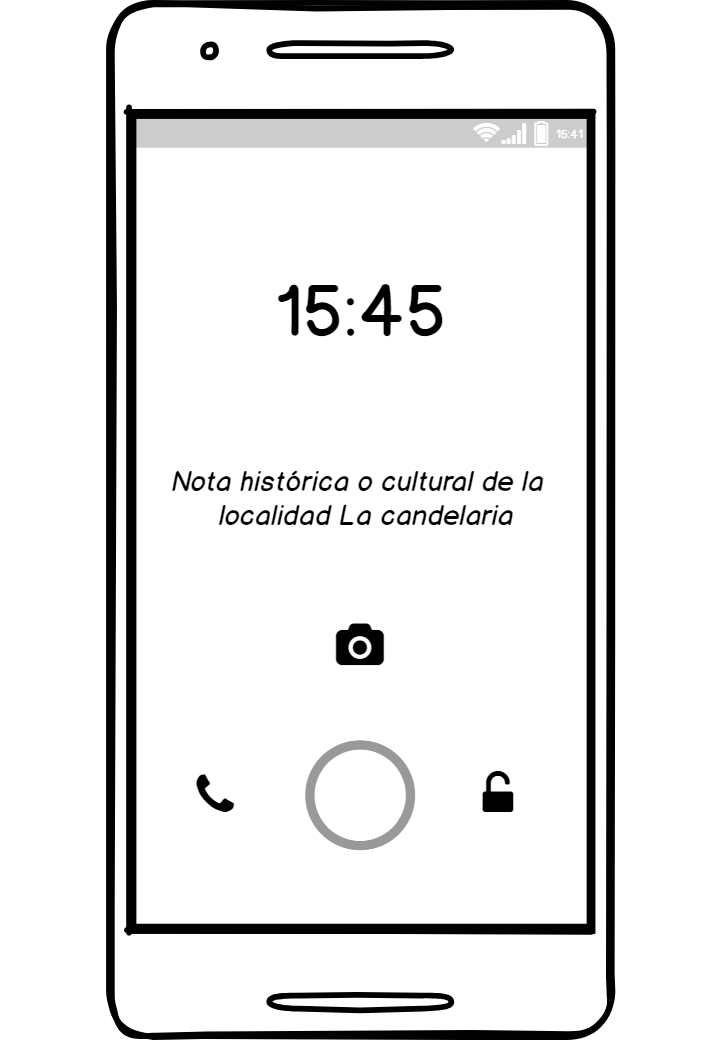 15:41
15:45
Nota histórica o cultural de la
localidad La candelaria